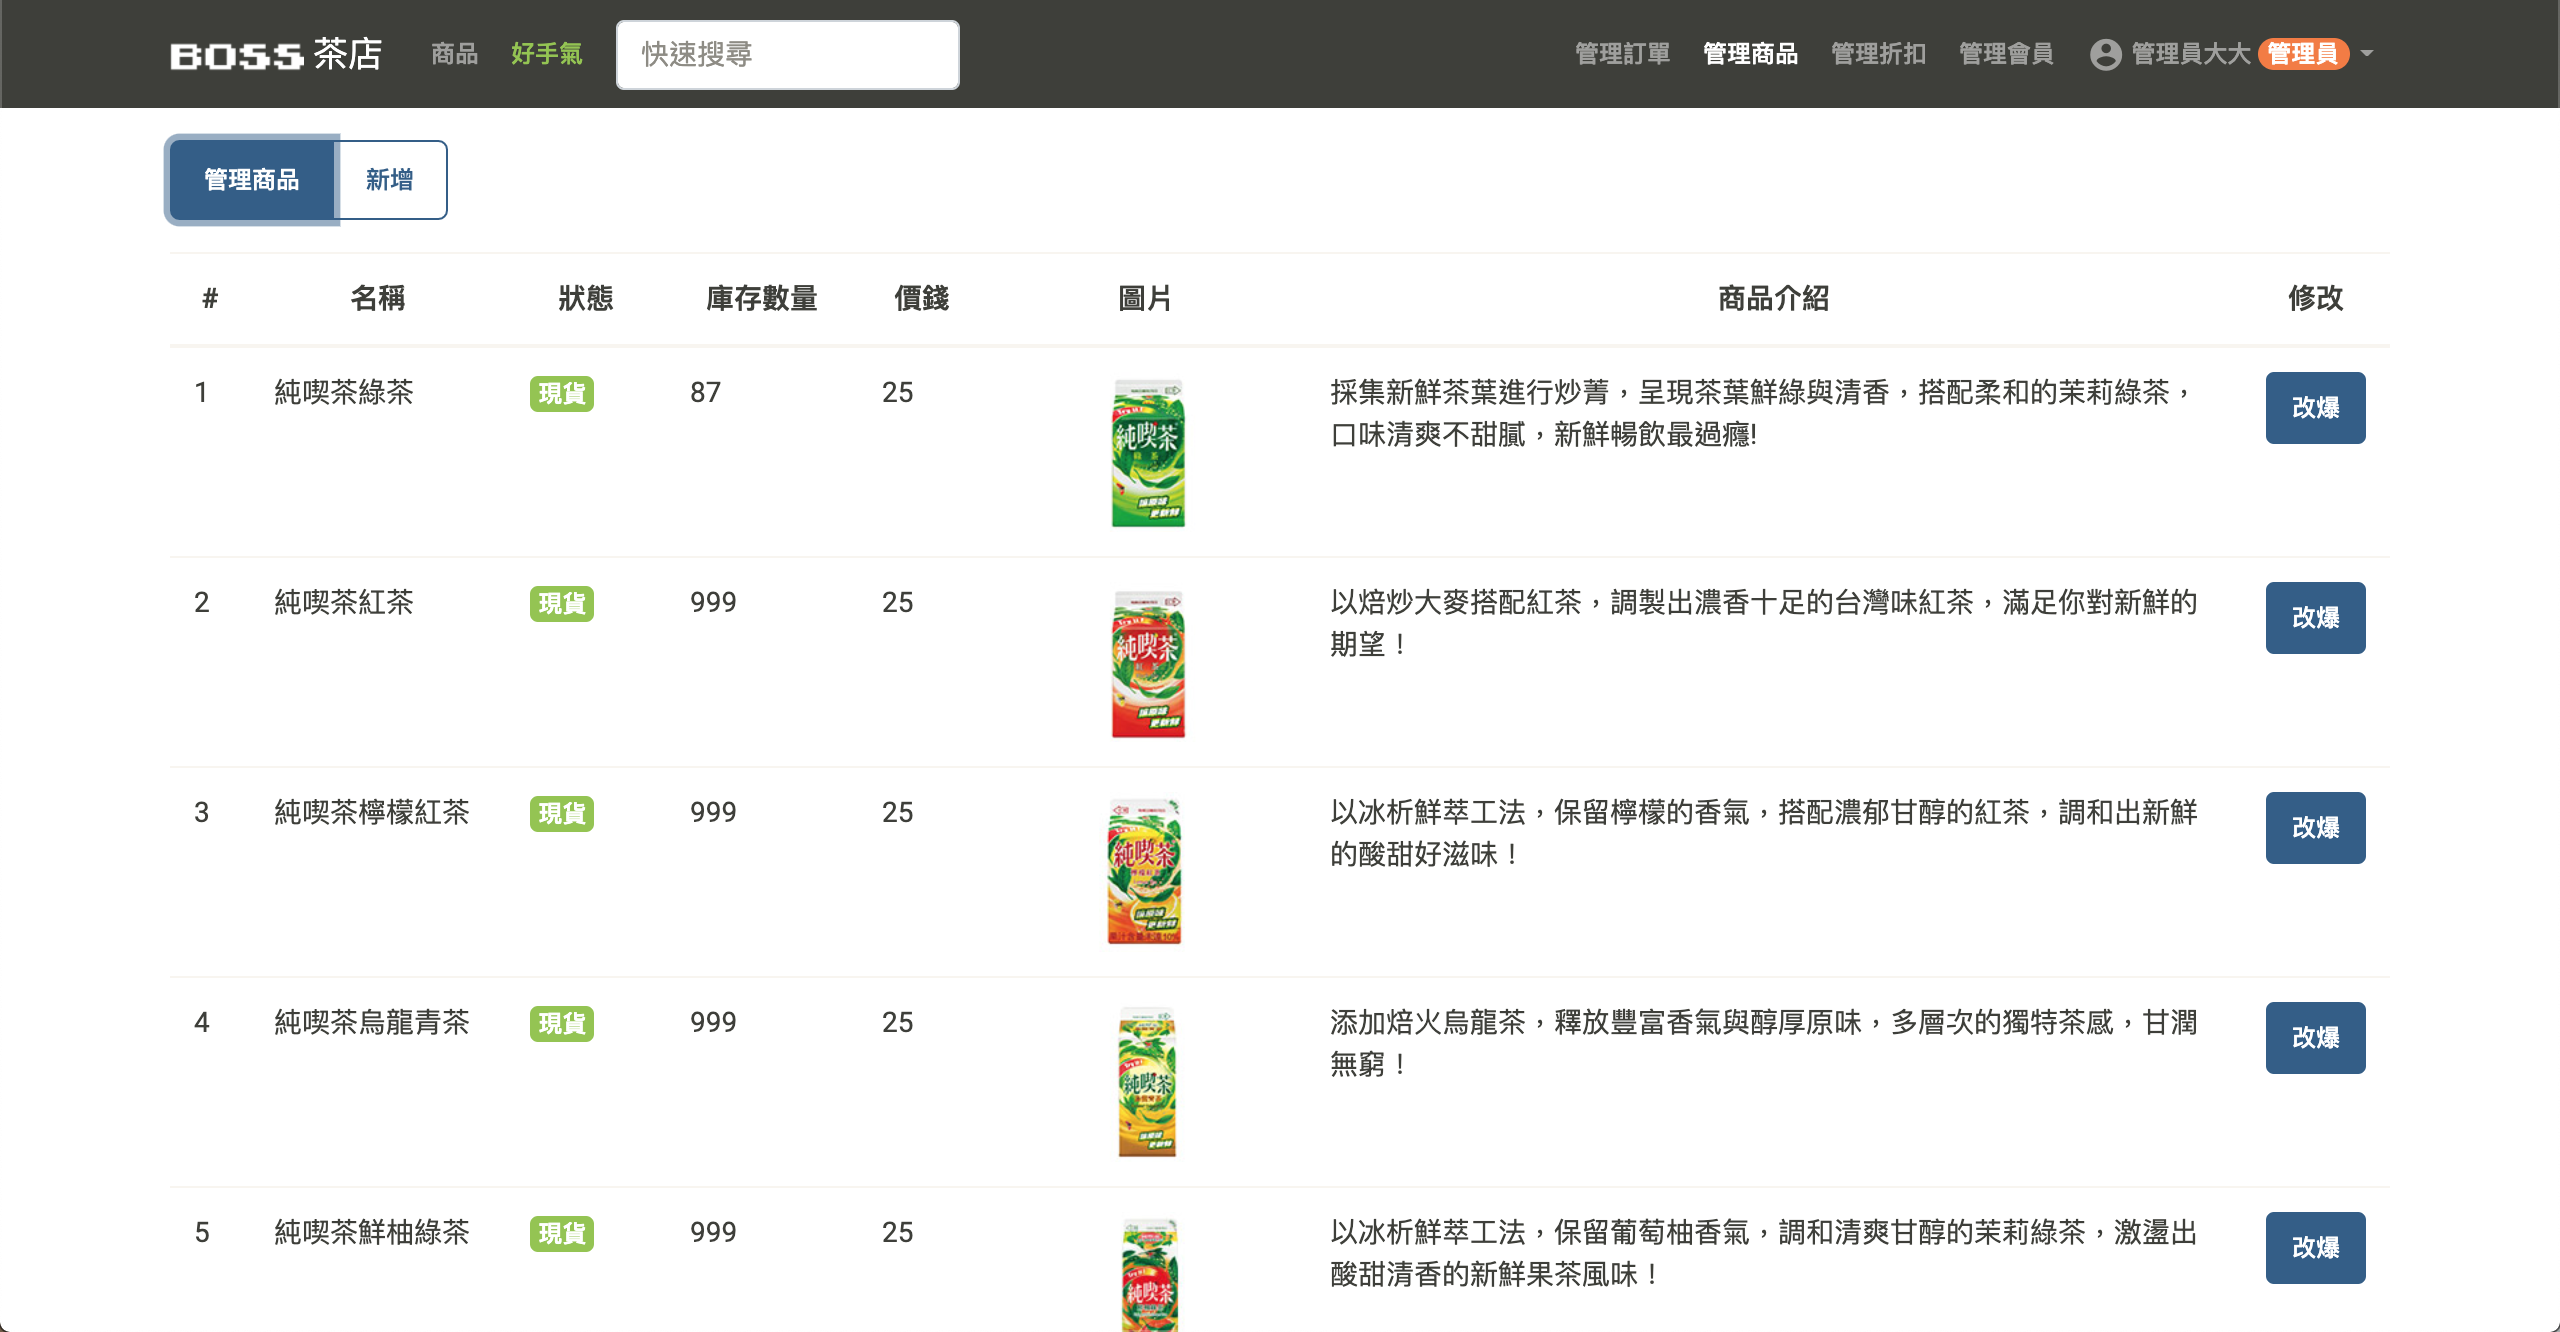 BOSS 茶店 商品 好手氣 快速搜尋 管理訂單 管理商品 管理折扣 管理會員 管理員大大 管理員
管理商品 新增
# 名稱 狀態 庫存數量 價錢 圖片 商品介紹 修改
1 純喫茶綠茶 現貨 87 25 採集新鮮茶葉進行炒菁，呈現茶葉鮮綠與清香，搭配柔和的茉莉綠茶， 改爆
口味清爽不甜膩，新鮮暢飲最過癮!
純喫茶
2 純喫茶紅茶 現貨 999 25 以焙炒大麥搭配紅茶，調製出濃香十足的台灣味紅茶，滿足你對新鮮的 改爆
期望！
純喫茶
3 純喫茶檸檬紅茶 現貨 999 25 以冰析鮮萃工法，保留檸檬的香氣，搭配濃郁甘醇的紅茶，調和出新鮮 改爆
的酸甜好滋味！
純喫茶
4 純喫茶烏龍青茶 現貨 999 25 添加焙火烏龍茶，釋放豐富香氣與醇厚原味，多層次的獨特茶感，甘潤 改爆
無窮！
純喫茶
5 純喫茶鮮柚綠茶 現貨 999 25 以冰析鮮萃工法，保留葡萄柚香氣，調和清爽甘醇的茉莉綠茶，激盪出 改爆
酸甜清香的新鮮果茶風味！
純喫茶